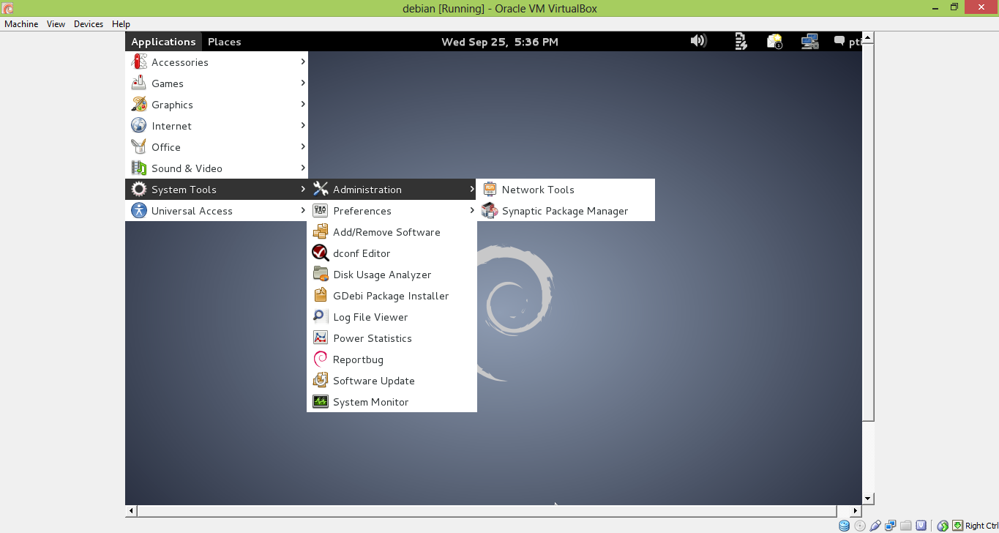 debian [Running] - Oracle VM VirtualBox
Machine View Devices Help
Applications Places Wed Sep 25, 5:36 PM
Accessories
Games
Graphics
Internet
Office
Sound & Video
System Tools
Universal Access
Administration
Preferences
Add/Remove Software
dconf Editor
Disk Usage Analyzer
GDebi Package Installer
Log File Viewer
Power Statistics
Reportbug
Software Update
System Monitor
Network Tools
Synaptic Package Manager
Right Ctrl